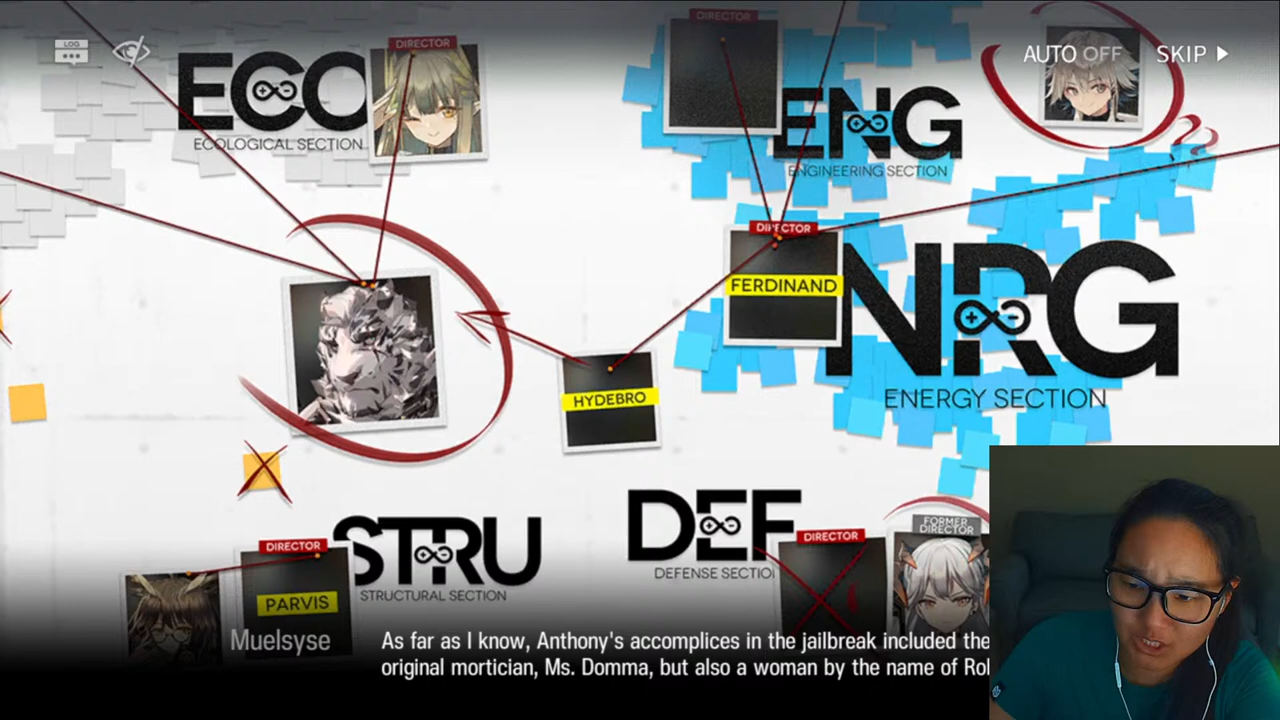 LOG
AUTO OFF
SKIP
DIRECTOR
ECO
ECOLOGICAL SECTION
DIRECTOR
ENG
ENGINEERING SECTION
??
DIRECTOR
FERDINAND
NRG
ENERGY SECTION
HYDEBRO
STRU
STRUCTURAL SECTION
DIRECTOR
PARVIS
DEF
DEFENSE SECTIO
DIRECTOR
FORMER
DIRECTOR
Muelsyse
As far as I know, Anthony's accomplices in the jailbreak included the
original mortician, Ms. Domma, but also a woman by the name of